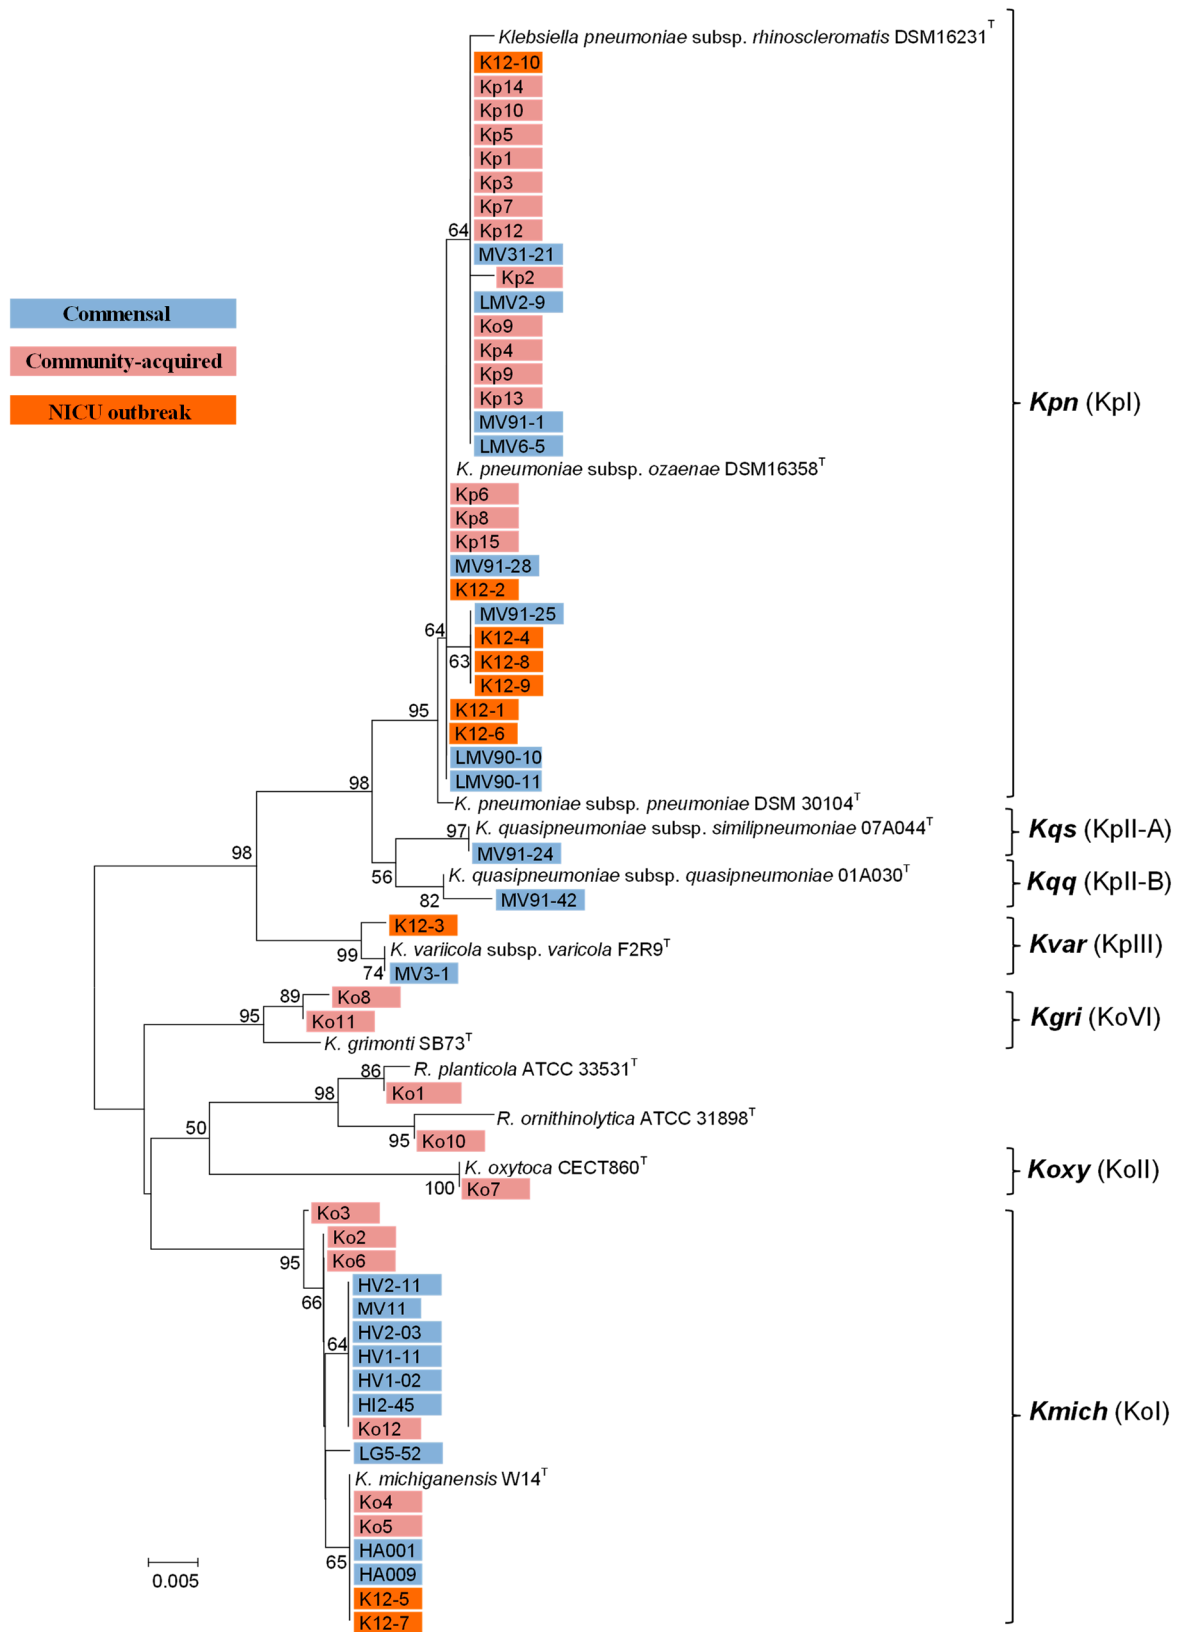 Klebsiella pneumoniae subsp. rhinoscleromatis DSM16231T
K12-10
Kp14
Kp10
Kp5
Kp1
Kp3
Kp7
64
Kp12
MV31-21
Kp2
Commensal
LMV2-9
Ko9
Community-acquired
Kp4
Kp9
Kp13
Kpn (KpI)
NICU outbreak
MV91-1
LMV6-5
K. pneumoniae subsp. ozaenae DSM16358T
Kp6
Kp8
Kp15
MV91-28
K12-2
MV91-25
64
K12-4
63
K12-8
K12-9
95
K12-1
K12-6
LMV90-10
98
LMV90-11
K. pneumoniae subsp. pneumoniae DSM 30104T
97
K. quasipneumoniae subsp. similipneumoniae 07A044T
Kqs (KpII-A)
98
MV91-24
56
K. quasipneumoniae subsp. quasipneumoniae 01A030T
Kqq (KpII-B)
82
MV91-42
K12-3
99
K. variicola subsp. varicola F2R9T
Kvar (KpIII)
74
MV3-1
89
Ko8
95
Ko11
Kgri (KoVI)
K. grimonti SB73T
86
R. planticola ATCC 33531T
98
Ko1
R. ornithinolytica ATCC 31898T
50
95
Ko10
K. oxytoca CECT860T
Koxy (KoII)
100
Ko7
Ko3
Ko2
95
Ko6
HV2-11
66
MV11
HV2-03
64
HV1-11
HV1-02
HI2-45
Kmich (KoI)
Ko12
LG5-52
K. michiganensis W14T
Ko4
Ko5
HA001
65
HA009
0.005
K12-5
K12-7